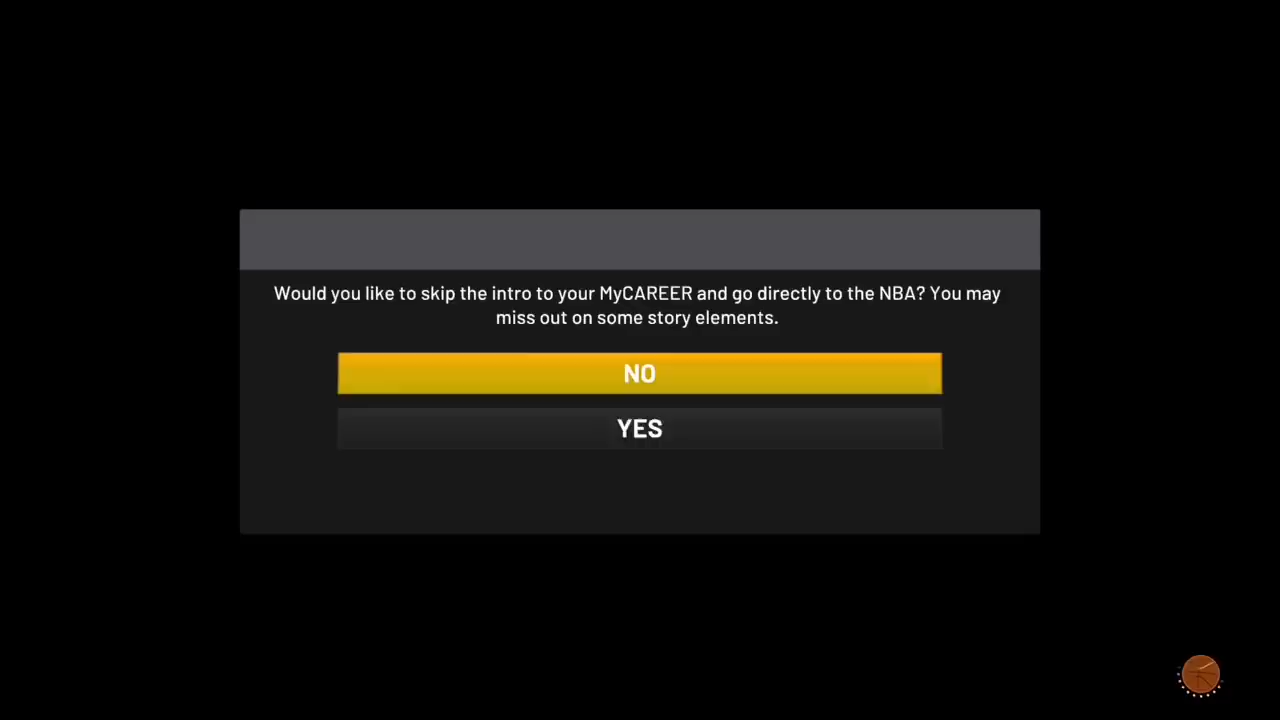 Would you like to skip the intro to your MyCAREER and go directly to the NBA? You may
miss out on some story elements.
NO
YES